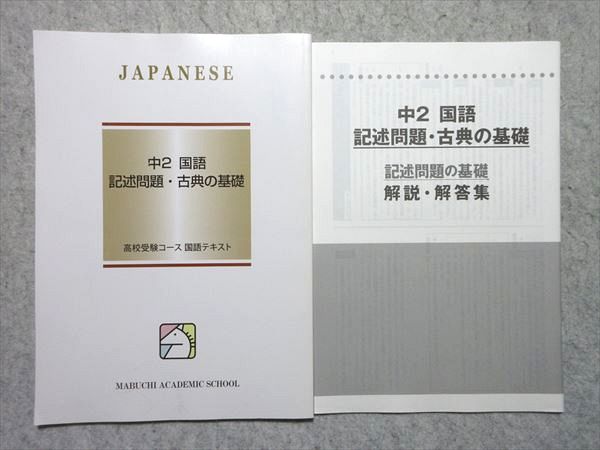 JAPANESE
中2 国語
記述問題・古典の基礎
高校受験コース 国語テキスト
MABUCHI ACADEMIC SCHOOL
中2 国語
記述問題・古典の基礎
記述問題の基礎
解説・解答集